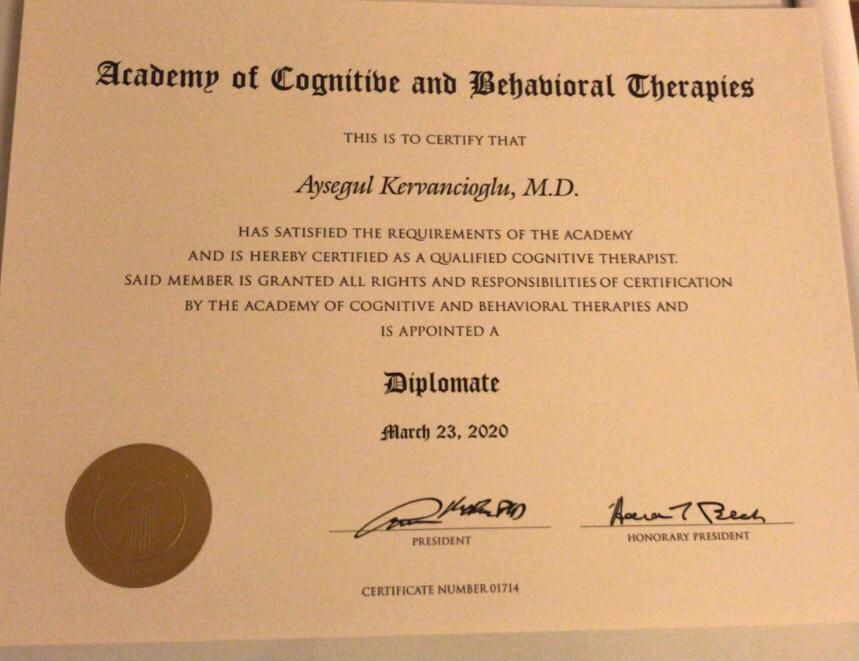 Academy of Cognitive and Behavioral Therapies
THIS IS TO CERTIFY THAT
Aysegul Kervancioglu, M.D.
HAS SATISFIED THE REQUIREMENTS OF THE ACADEMY
AND IS HEREBY CERTIFIED AS A QUALIFIED COGNITIVE THERAPIST.
SAID MEMBER IS GRANTED ALL RIGHTS AND RESPONSIBILITIES OF CERTIFICATION
BY THE ACADEMY OF COGNITIVE AND BEHAVIORAL THERAPIES AND
IS APPOINTED A
Diplomate
March 23, 2020
PRESIDENT
HONORARY PRESIDENT
CERTIFICATE NUMBER 01714